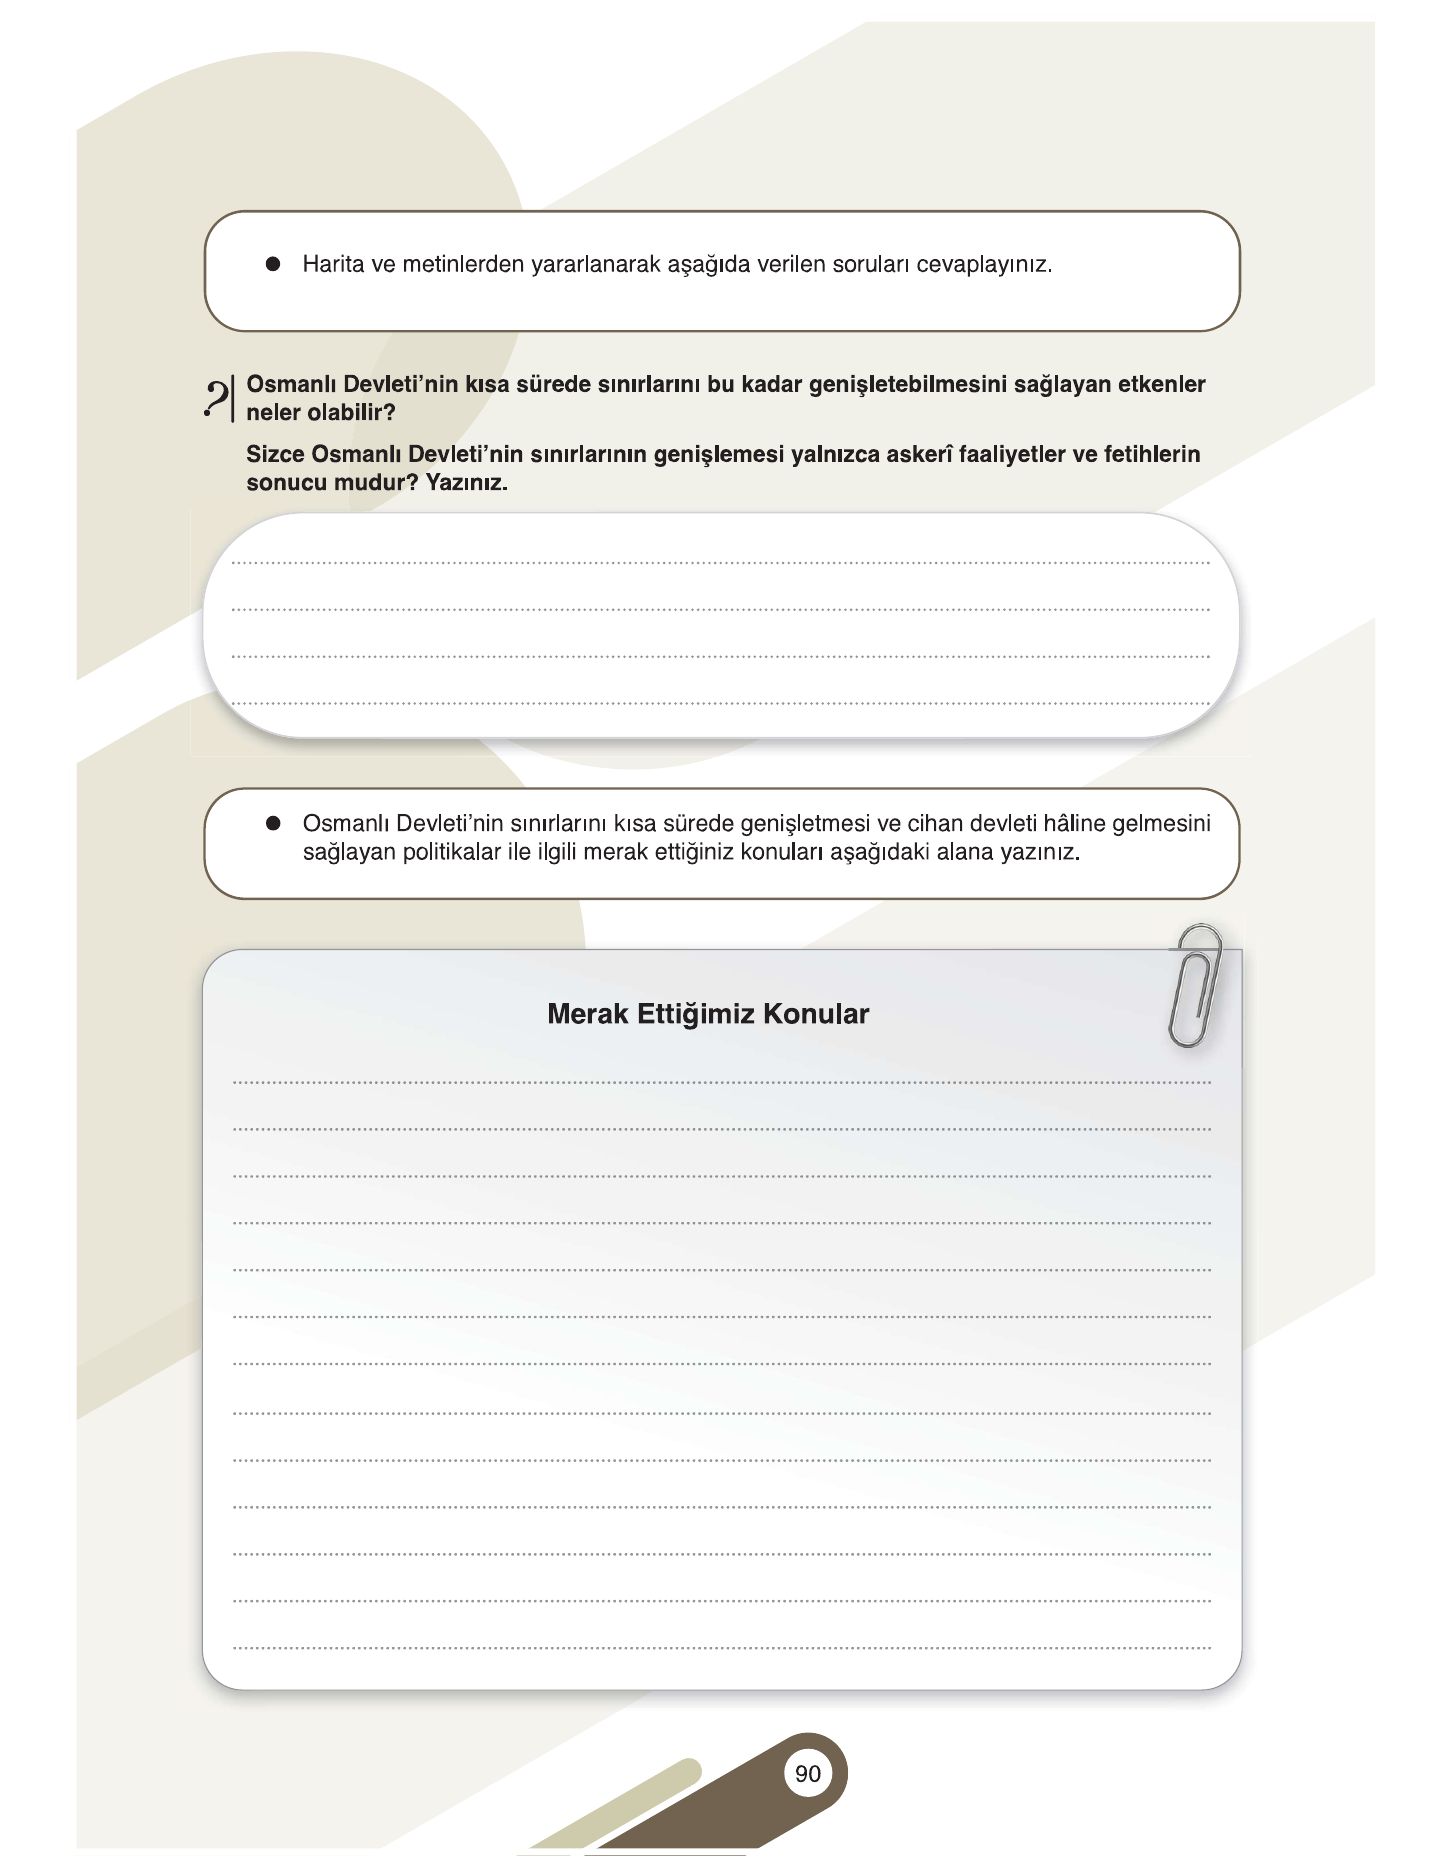 ● Harita ve metinlerden yararlanarak aşağıda verilen soruları cevaplayınız.
? Osmanlı Devleti’nin kısa sürede sınırlarını bu kadar genişletebilmesini sağlayan etkenler
neler olabilir?
Sizce Osmanlı Devleti’nin sınırlarının genişlemesi yalnızca askerî faaliyetler ve fetihlerin
sonucu mudur? Yazınız.
● Osmanlı Devleti’nin sınırlarını kısa sürede genişletmesi ve cihan devleti hâline gelmesini
sağlayan politikalar ile ilgili merak ettiğiniz konuları aşağıdaki alana yazınız.
Merak Ettiğimiz Konular
90